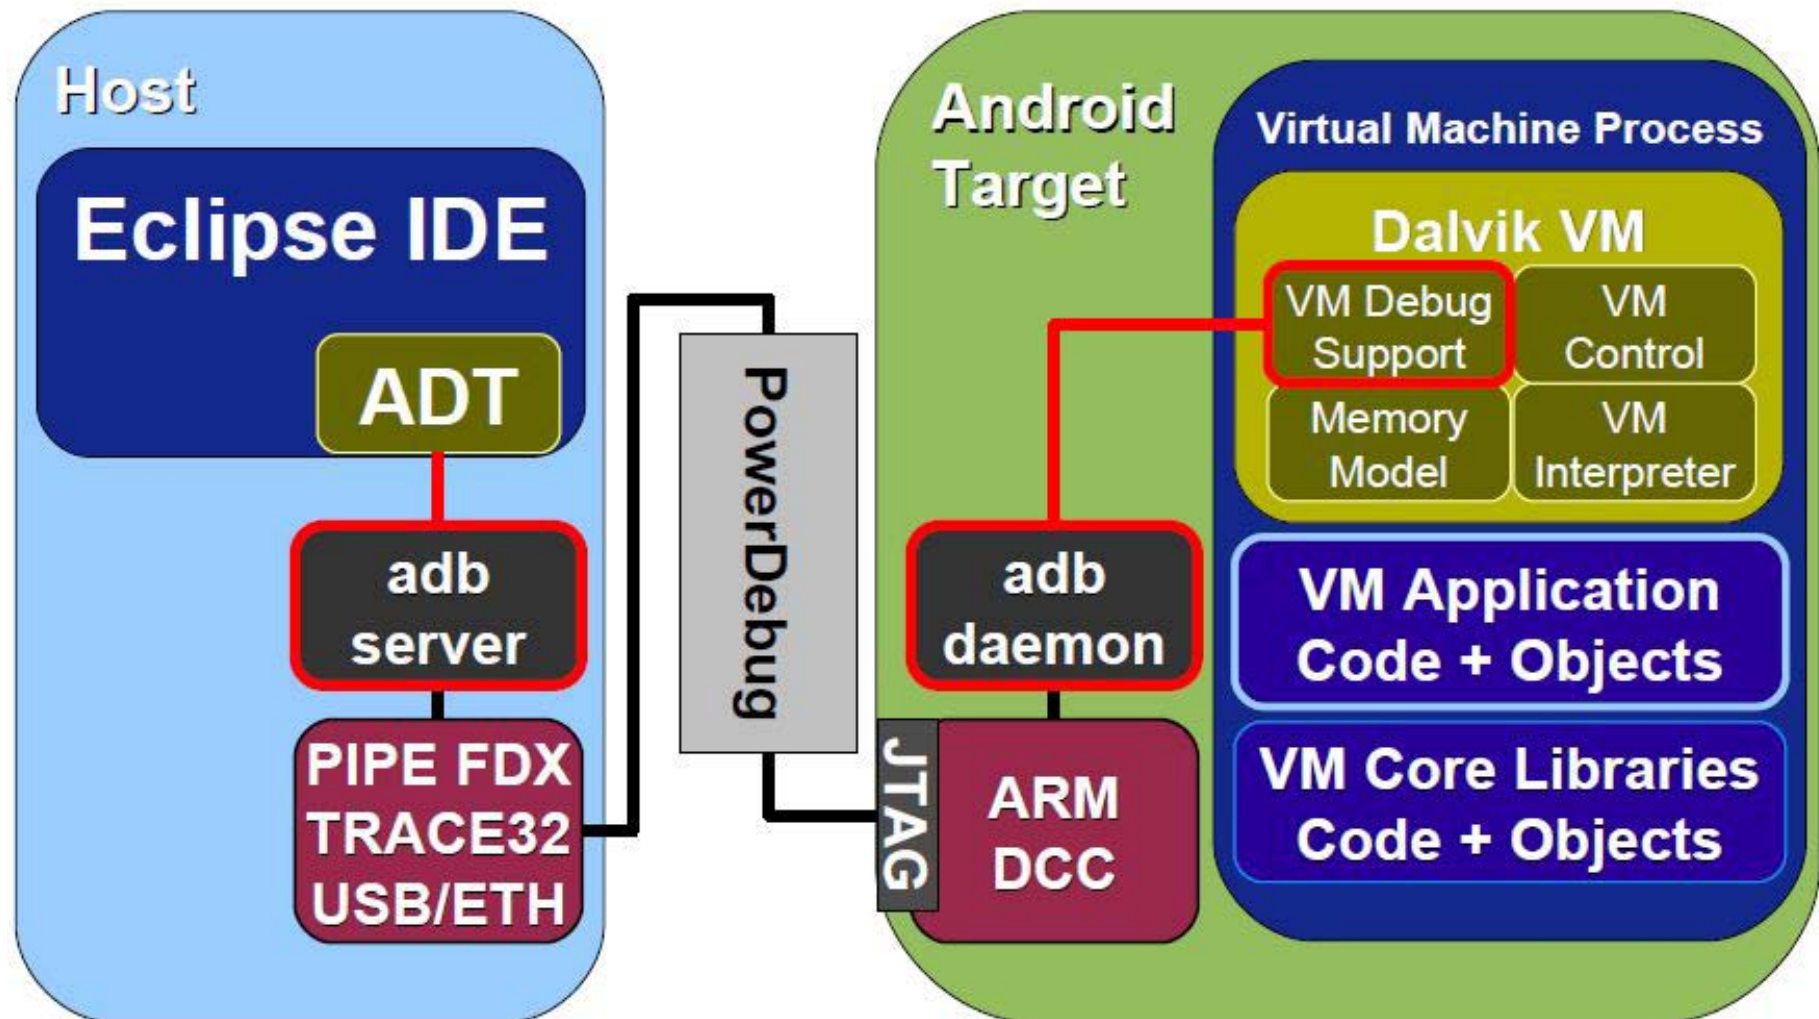 Host
Eclipse IDE
ADT
adb
server
PIPE FDX
TRACE32
USB/ETH
PowerDebug
Android
Target
adb
daemon
JTAG
ARM
DCC
Virtual Machine Process
Dalvik VM
VM Debug
Support
VM
Control
Memory
Model
VM
Interpreter
VM Application
Code + Objects
VM Core Libraries
Code + Objects